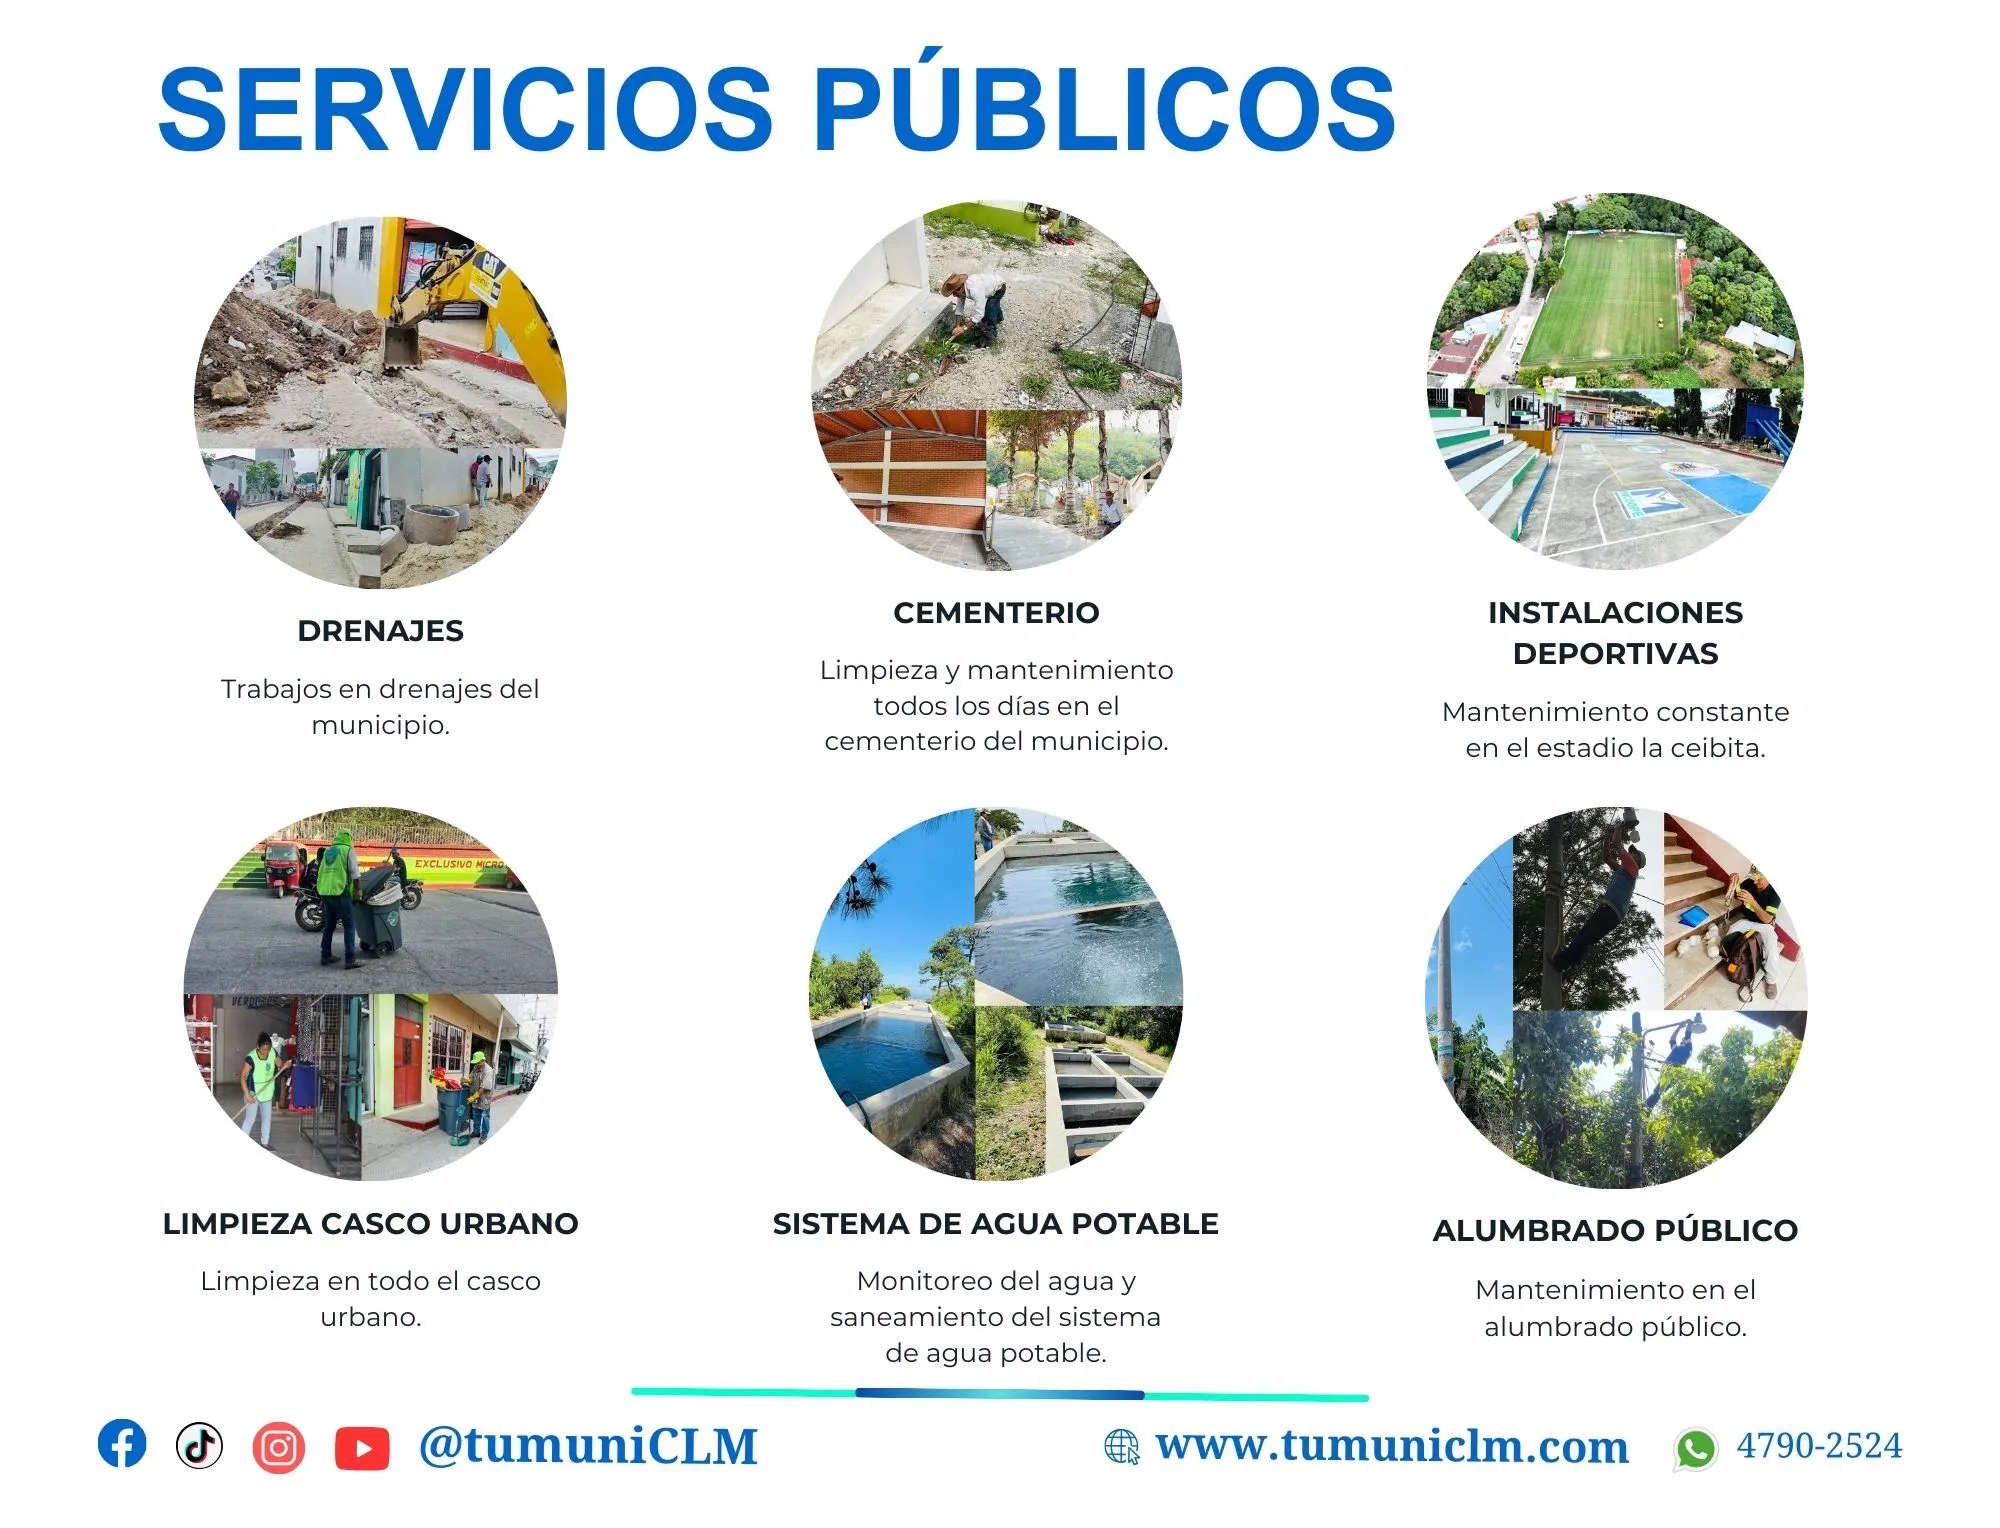 SERVICIOS PÚBLICOS
CAT
DRENAJES
Trabajos en drenajes del
municipio.
CEMENTERIO
Limpieza y mantenimiento
todos los días en el
cementerio del municipio.
INSTALACIONES
DEPORTIVAS
Mantenimiento constante
en el estadio la ceibita.
EXCLUSIVO MICRO
LIMPIEZA CASCO URBANO
Limpieza en todo el casco
urbano.
SISTEMA DE AGUA POTABLE
Monitoreo del agua y
saneamiento del sistema
de agua potable.
ALUMBRADO PÚBLICO
Mantenimiento en el
alumbrado público.
@tumuniCLM
www.tumuniclm.com
4790-2524